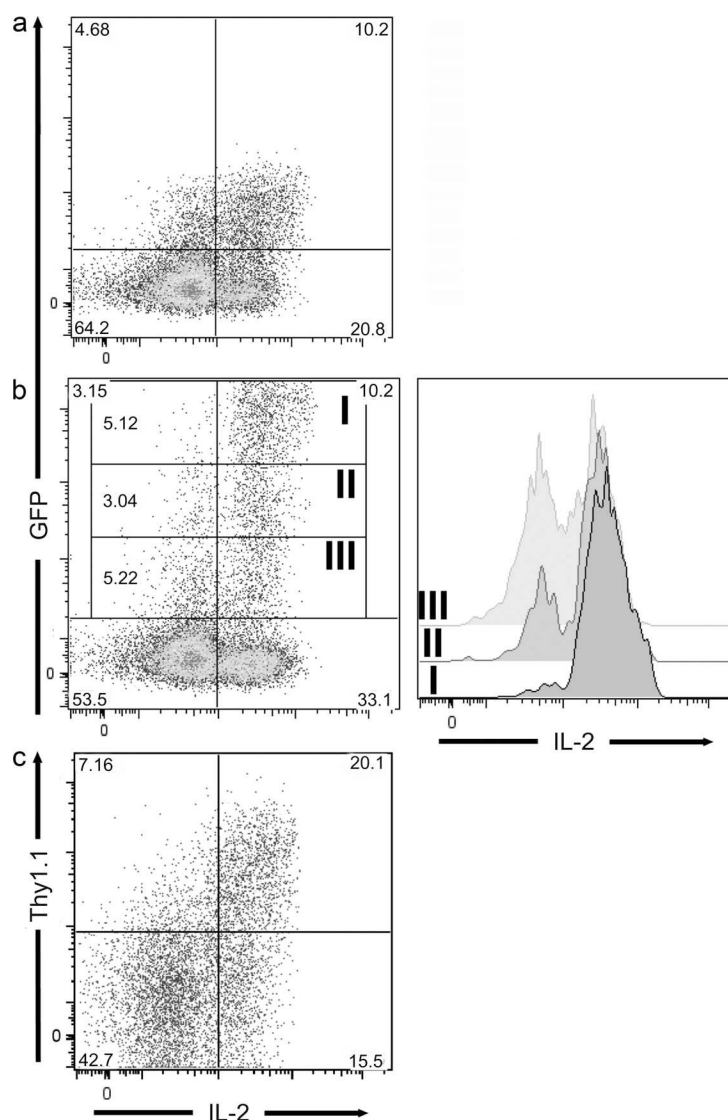 a
4.68 10.2
0
64.2 20.8
0
b
3.15 10.2
5.12 I
3.04 II
5.22 III
0
53.5 33.1
0
GFP
III
II
I
0
IL-2
c
7.16 20.1
Thy1.1
0
42.7 15.5
0
IL-2